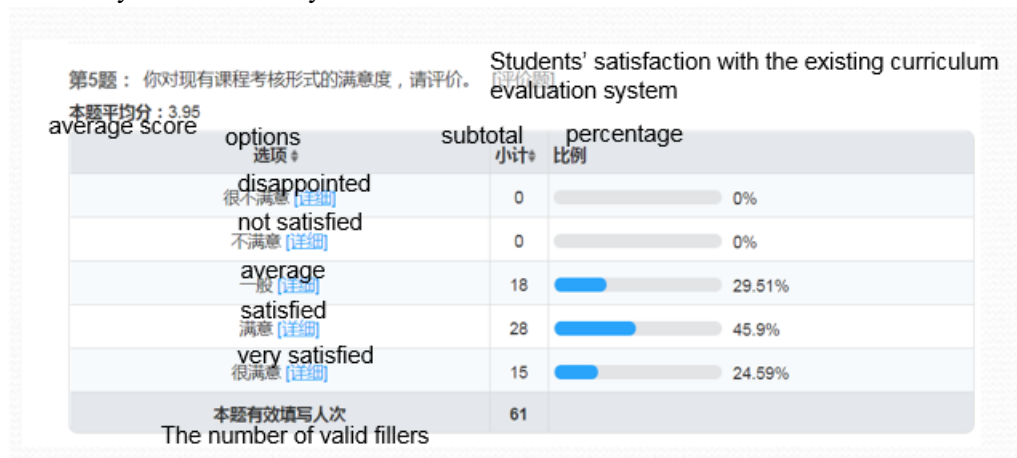 第5题： 你对现有课程考核形式的满意度，请评价。 [评价题]
Students' satisfaction with the existing curriculum
evaluation system
本题平均分：3.95
average score
options subtotal percentage
选项 小计 比例
disappointed
很不满意 [详细] 0 0%
not satisfied
不满意 [详细] 0 0%
average
一般 [详细] 18 29.51%
satisfied
满意 [详细] 28 45.9%
very satisfied
很满意 [详细] 15 24.59%
本题有效填写人次 61
The number of valid fillers